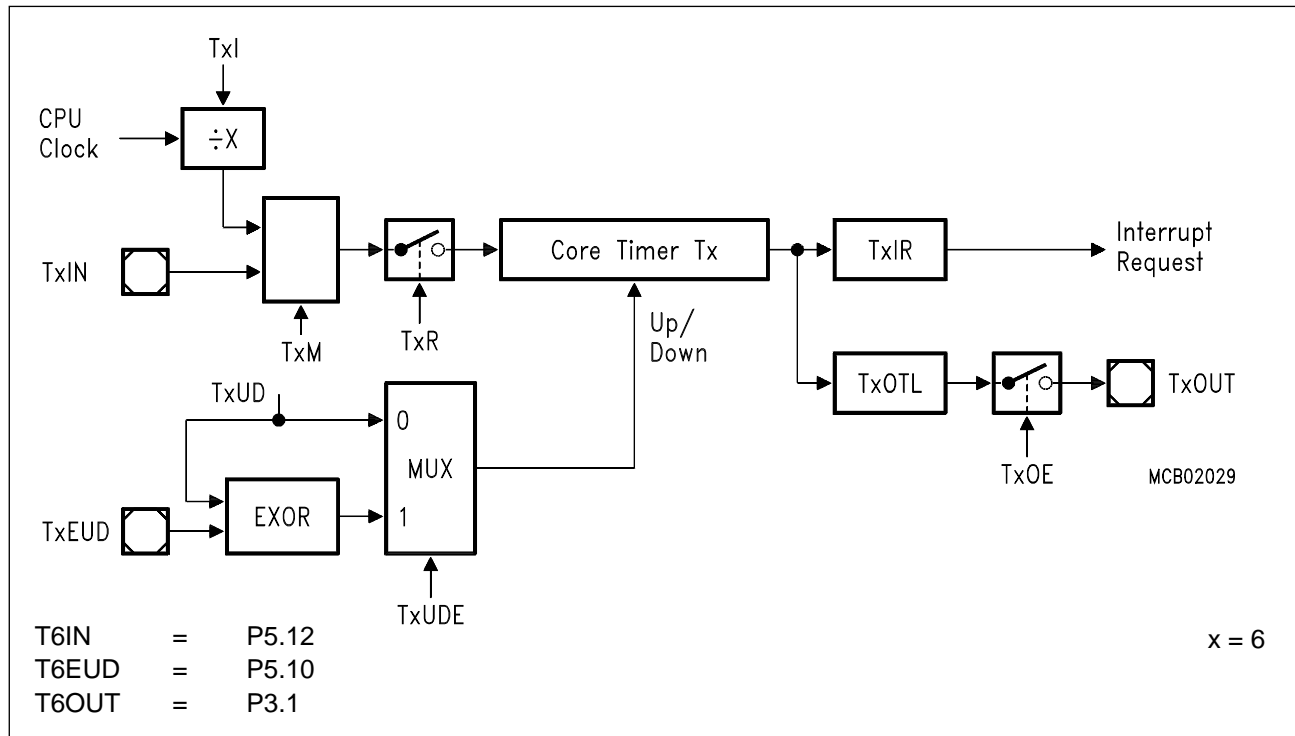 TxI
CPU
Clock
÷X
TxIN
TxM
TxR
Core Timer Tx
TxIR
Interrupt
Request
Up/
Down
TxOTL
TxOUT
TxOE
MCB02029
TxUD
0
MUX
1
EXOR
TxEUD
TxUDE
T6IN = P5.12
T6EUD = P5.10
T6OUT = P3.1
x = 6